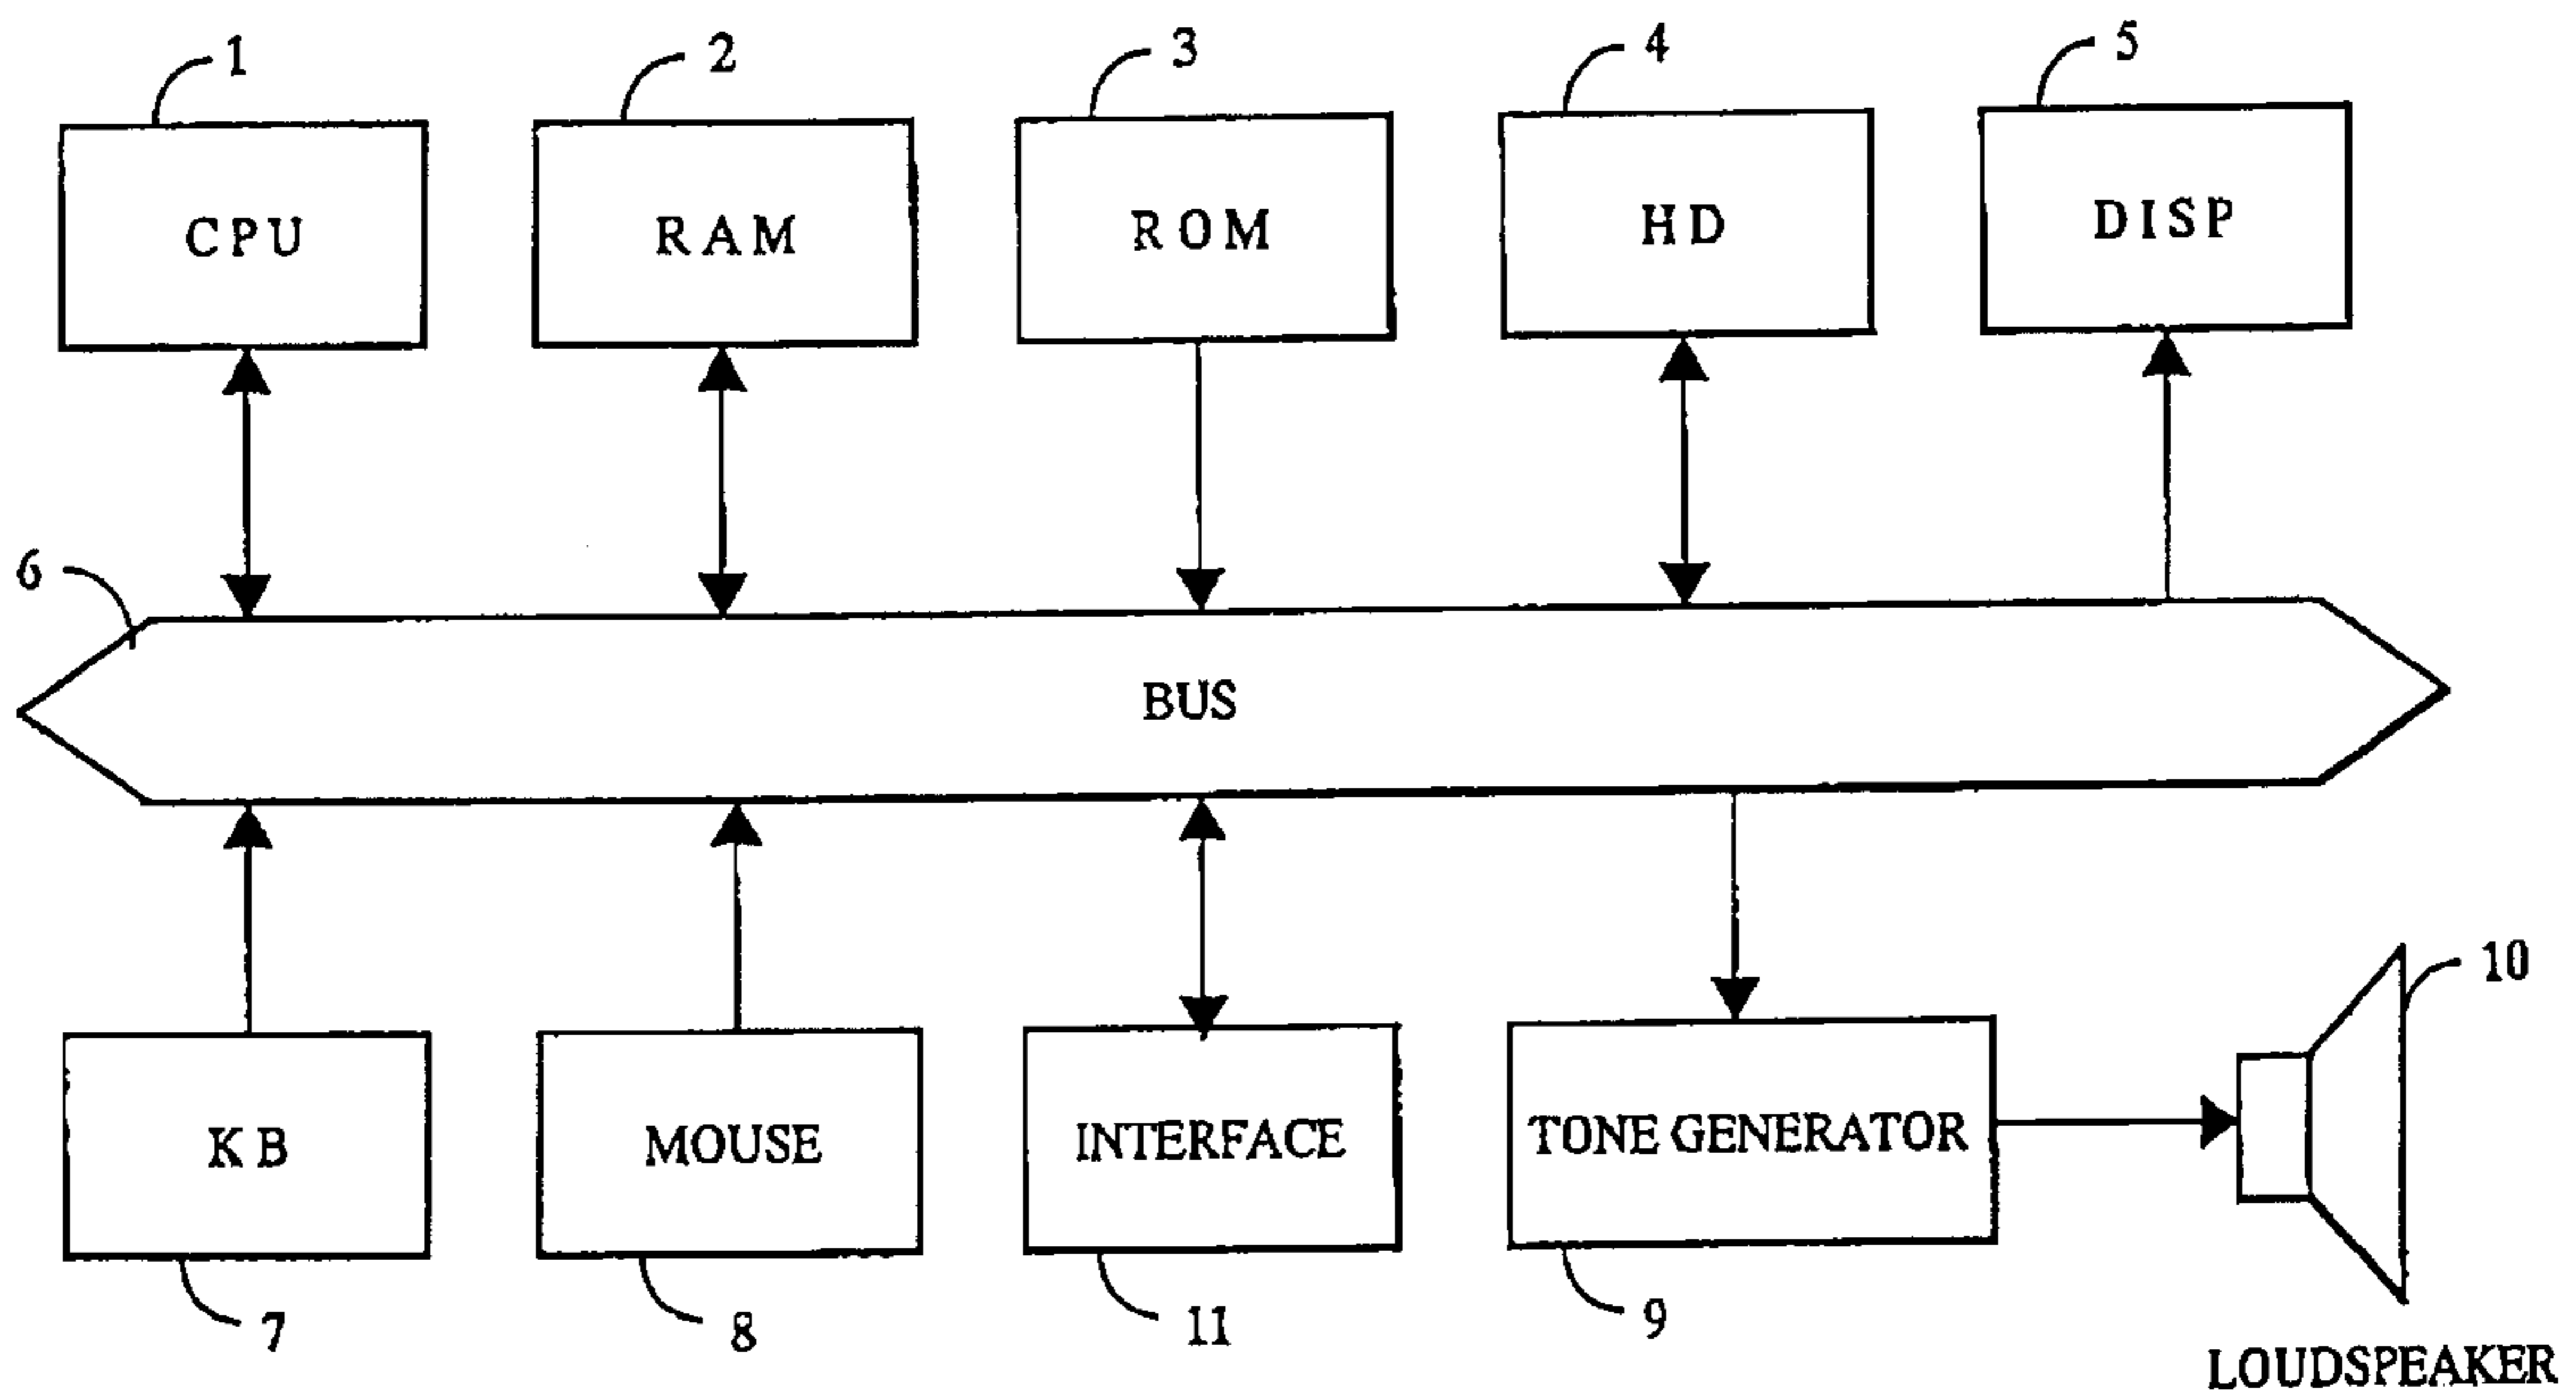 1 2 3 4 5
CPU RAM ROM HD DISP
6
BUS
10
KB MOUSE INTERFACE TONE GENERATOR
7 8 11 9
LOUDSPEAKER